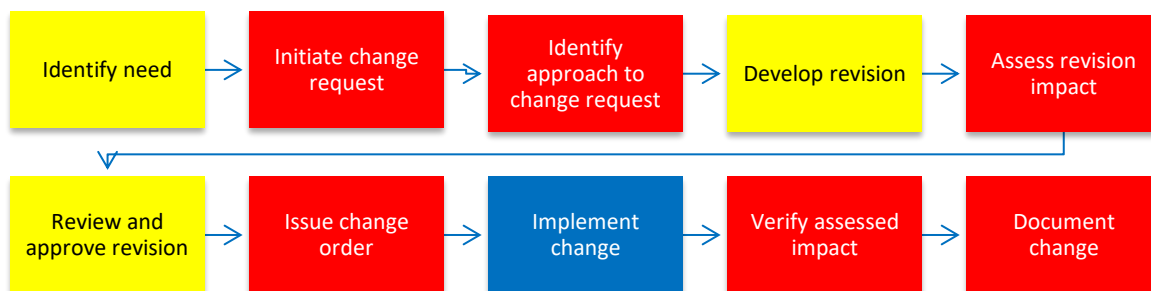 Identify need
Initiate change
request
Identify
approach to
change request
Develop revision
Assess revision
impact
Review and
approve revision
Issue change
order
Implement
change
Verify assessed
impact
Document
change